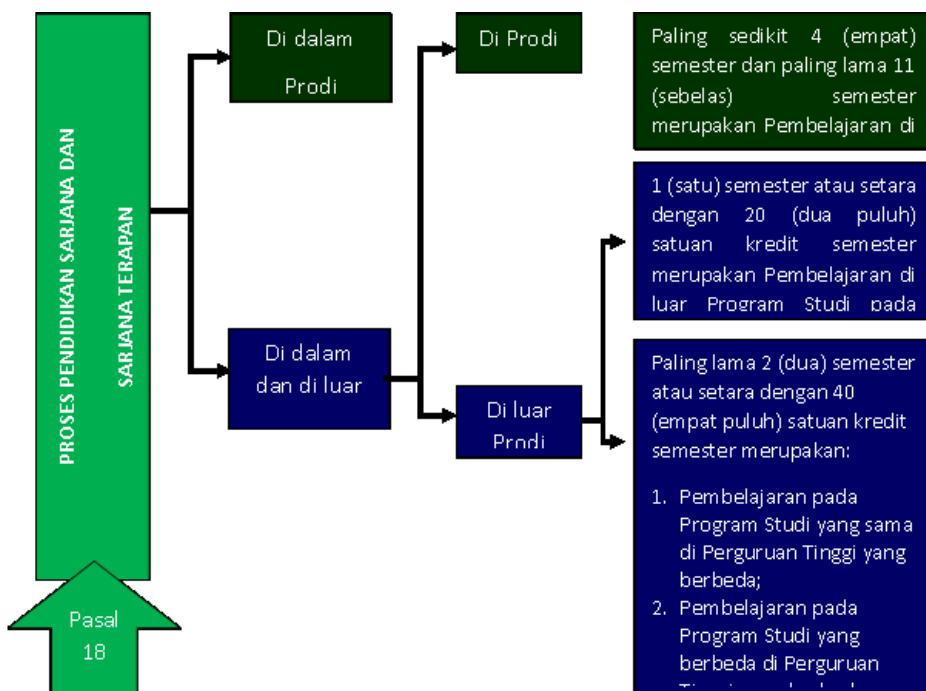 PROSES PENDIDIKAN SARJANA DAN
SARJANA TERAPAN
Pasal
18
Di dalam
Prodi
Di dalam
dan di luar
Di Prodi
Di luar
Prodi
Paling sedikit 4 (empat)
semester dan paling lama 11
(sebelas) semester
merupakan Pembelajaran di
1 (satu) semester atau setara
dengan 20 (dua puluh)
satuan kredit semester
merupakan Pembelajaran di
luar Program Studi pada
Paling lama 2 (dua) semester
atau setara dengan 40
(empat puluh) satuan kredit
semester merupakan:
1. Pembelajaran pada
Program Studi yang sama
di Perguruan Tinggi yang
berbeda;
2. Pembelajaran pada
Program Studi yang
berbeda di Perguruan